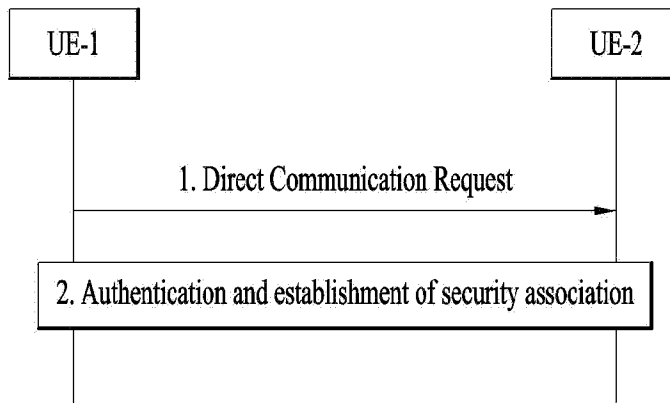 UE-1
UE-2
1. Direct Communication Request
2. Authentication and establishment of security association